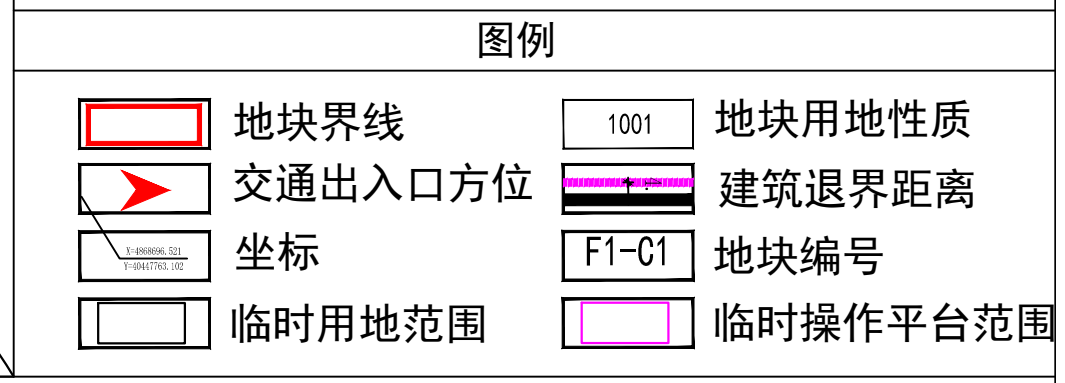 图例
地块界线
1001 地块用地性质
交通出入口方位
建筑退界距离
X=4868696.521
Y=40447763.102
坐标
F1-C1 地块编号
临时用地范围
临时操作平台范围